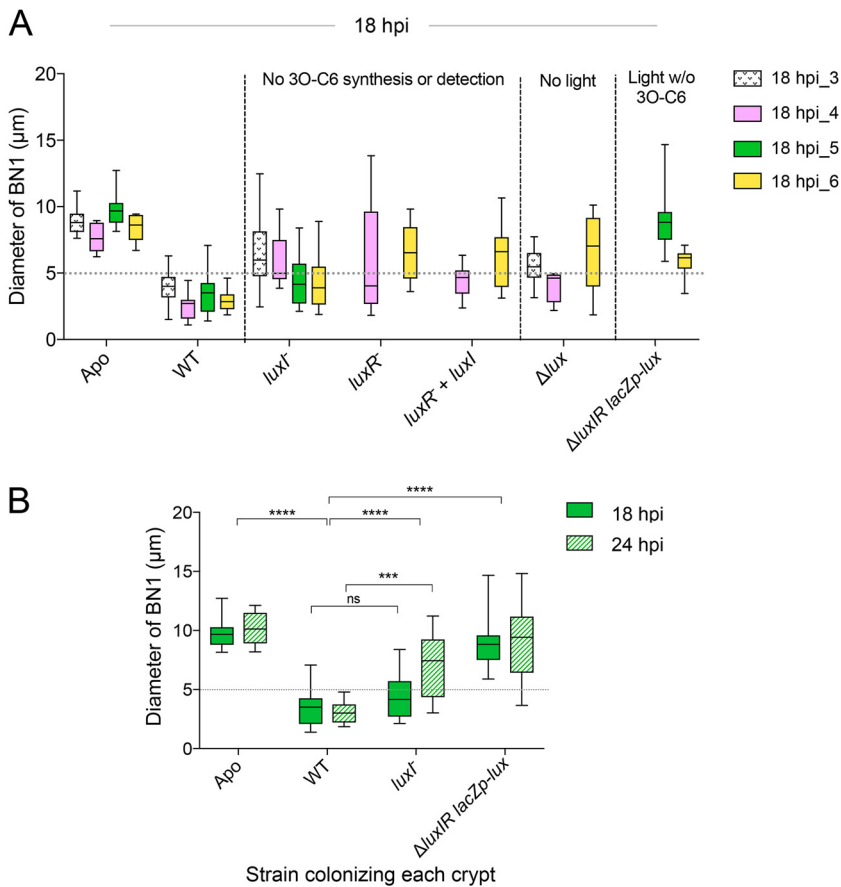 A
18 hpi
No 3O-C6 synthesis or detection
No light
Light w/o
3O-C6
18 hpi_3
18 hpi_4
18 hpi_5
18 hpi_6
Diameter of BN1 (µm)
20
15
10
5
0
Apo
WT
luxI-
luxR-
luxR- + luxI
Δlux
ΔluxIR lacZp-lux
B
****
****
****
***
ns
18 hpi
24 hpi
Diameter of BN1 (µm)
20
15
10
5
0
Apo
WT
luxI-
ΔluxIR lacZp-lux
Strain colonizing each crypt